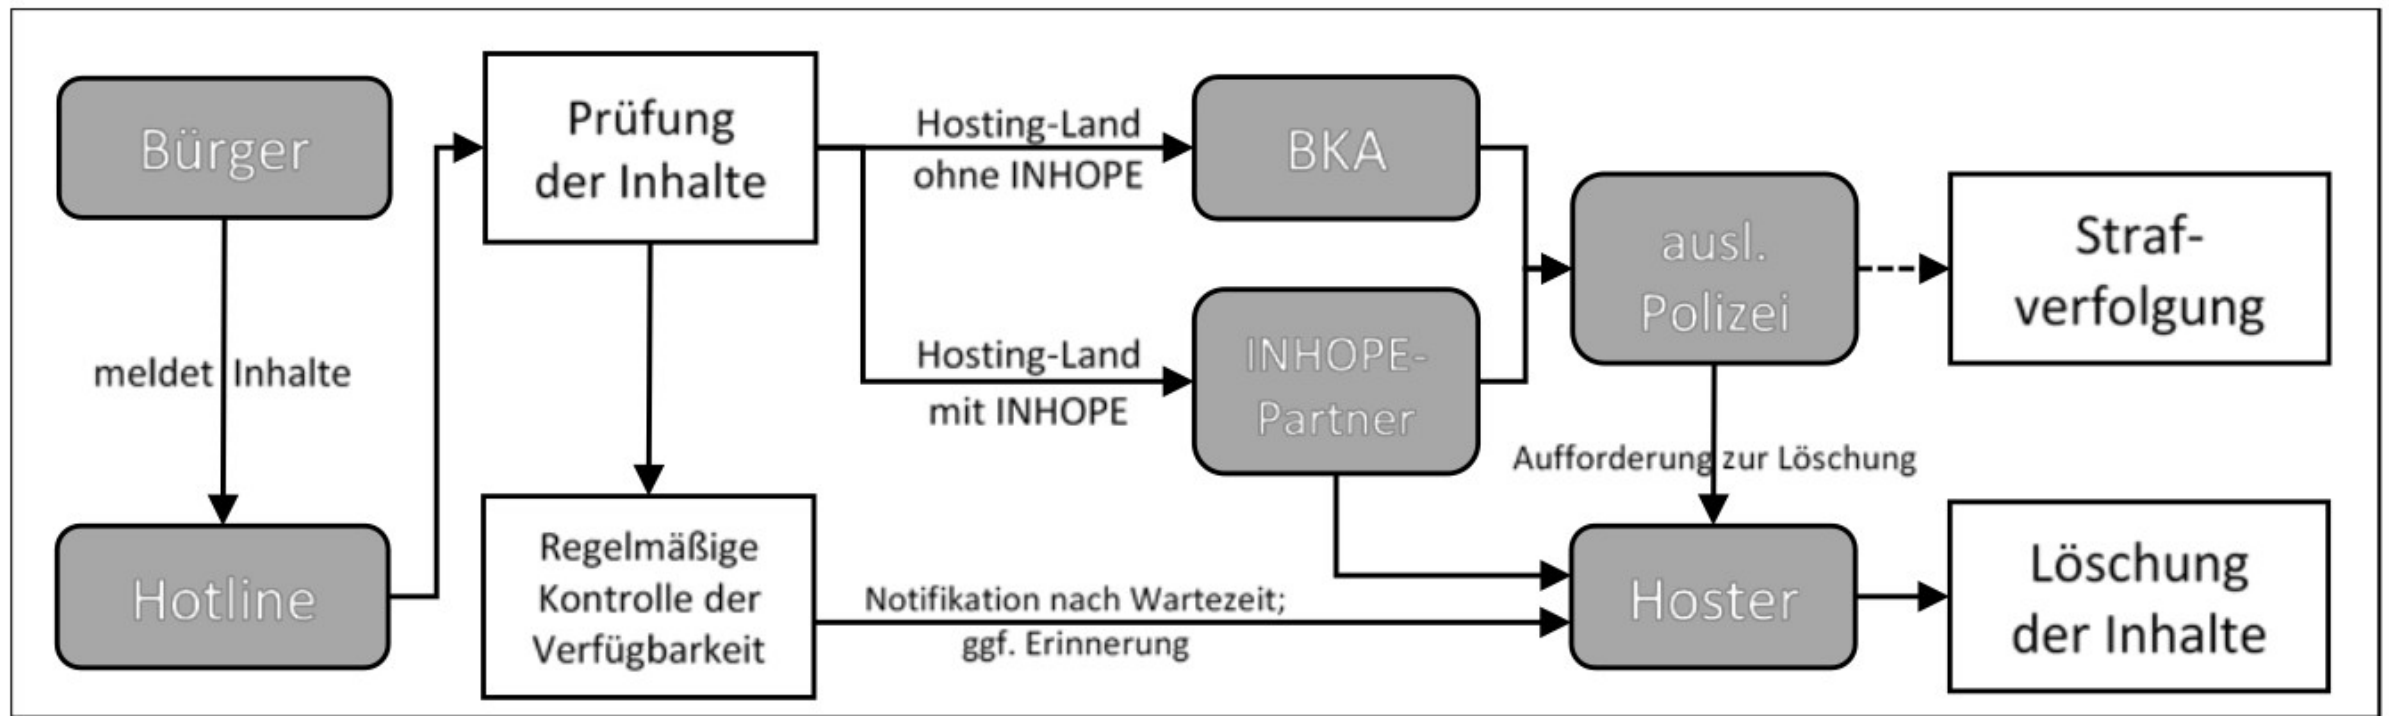 Bürger
meldet Inhalte
Hotline
Prüfung
der Inhalte
Regelmäßige
Kontrolle der
Verfügbarkeit
Hosting-Land
ohne INHOPE
Hosting-Land
mit INHOPE
Notifikation nach Wartezeit;
ggf. Erinnerung
BKA
INHOPE-
Partner
ausl.
Polizei
Aufforderung zur Löschung
Hoster
Straf-
verfolgung
Löschung
der Inhalte